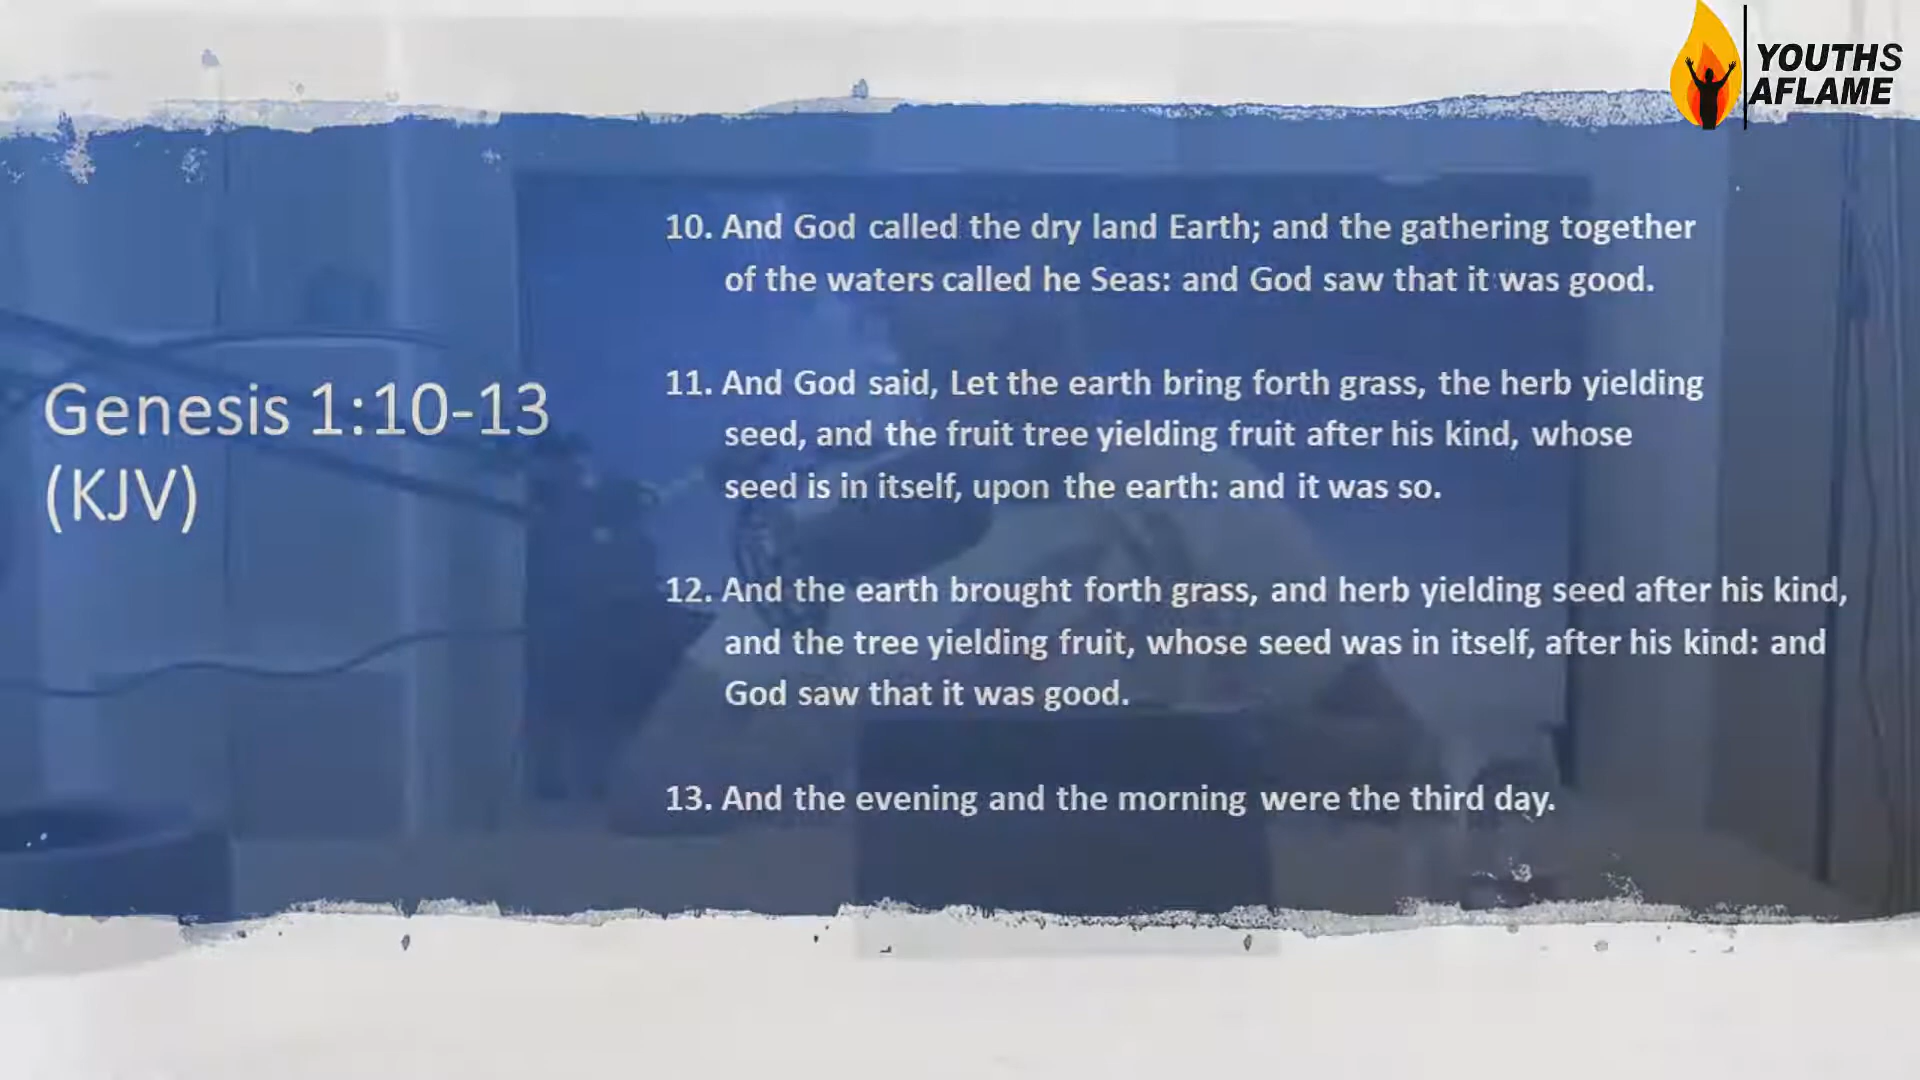 YOUTHS
AFLAME
Genesis 1:10-13
(KJV)
10. And God called the dry land Earth; and the gathering together
of the waters called he Seas: and God saw that it was good.
11. And God said, Let the earth bring forth grass, the herb yielding
seed, and the fruit tree yielding fruit after his kind, whose
seed is in itself, upon the earth: and it was so.
12. And the earth brought forth grass, and herb yielding seed after his kind,
and the tree yielding fruit, whose seed was in itself, after his kind: and
God saw that it was good.
13. And the evening and the morning were the third day.